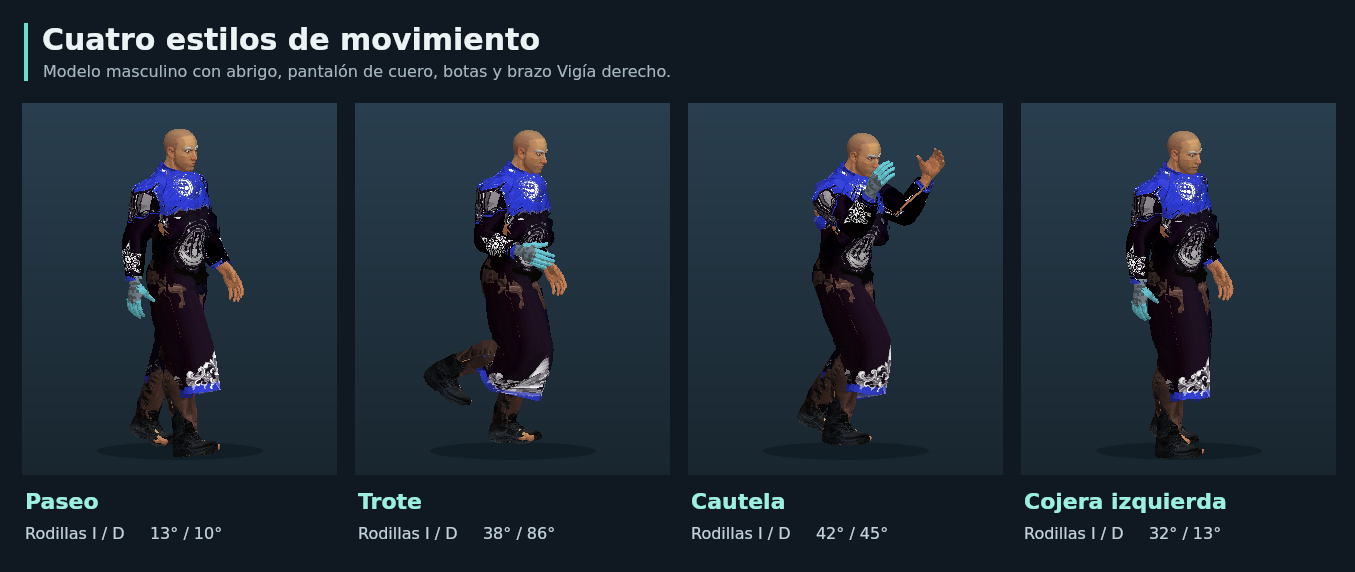 Cuatro estilos de movimiento
Modelo masculino con abrigo, pantalón de cuero, botas y brazo Vigía derecho.
Paseo
Rodillas I / D 13° / 10°
Trote
Rodillas I / D 38° / 86°
Cautela
Rodillas I / D 42° / 45°
Cojera izquierda
Rodillas I / D 32° / 13°